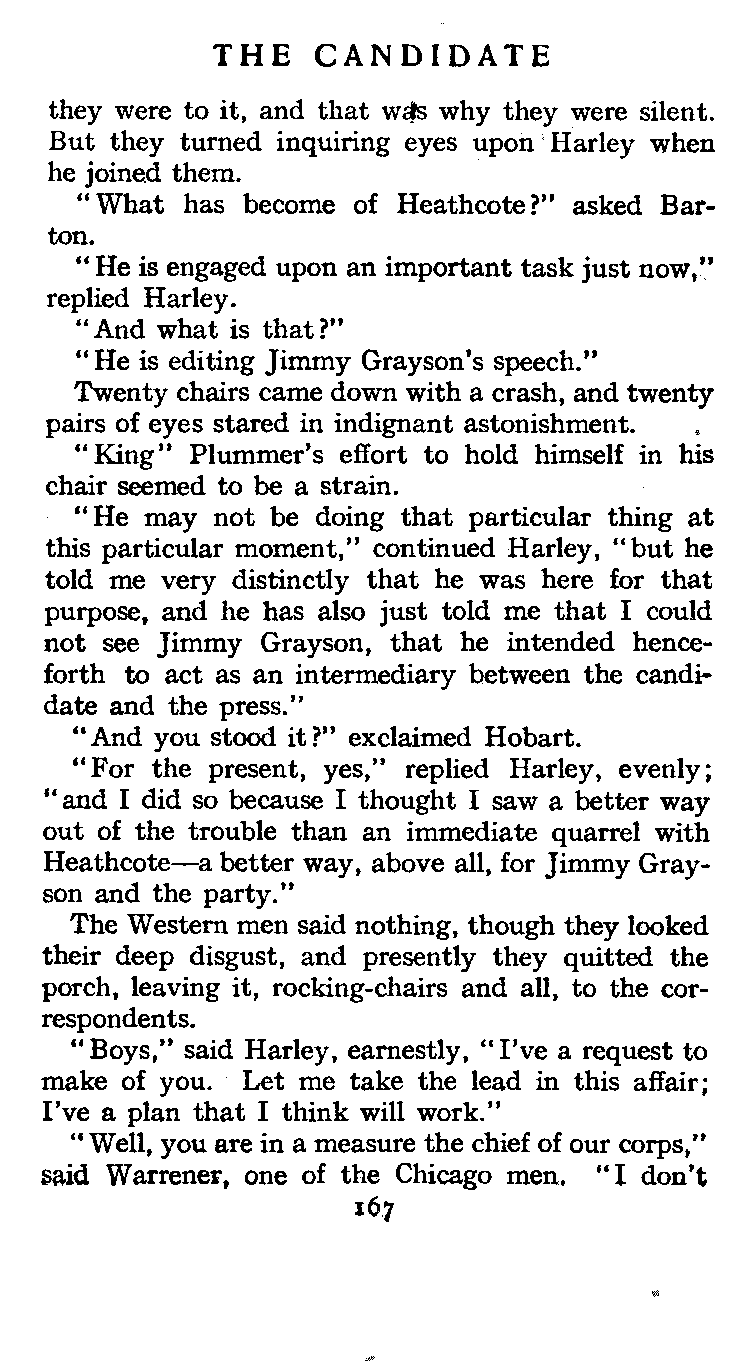 THE CANDIDATE
they were to it, and that was why they were silent.
But they turned inquiring eyes upon Harley when
he joined them.
"What has become of Heathcote?" asked Bar-
ton.
"He is engaged upon an important task just now,"
replied Harley.
"And what is that?"
"He is editing Jimmy Grayson's speech."
Twenty chairs came down with a crash, and twenty
pairs of eyes stared in indignant astonishment.
"King" Plummer's effort to hold himself in his
chair seemed to be a strain.
"He may not be doing that particular thing at
this particular moment," continued Harley, "but he
told me very distinctly that he was here for that
purpose, and he has also just told me that I could
not see Jimmy Grayson, that he intended hence-
forth to act as an intermediary between the candi-
date and the press."
"And you stood it?" exclaimed Hobart.
"For the present, yes," replied Harley, evenly;
"and I did so because I thought I saw a better way
out of the trouble than an immediate quarrel with
Heathcote—a better way, above all, for Jimmy Gray-
son and the party."
The Western men said nothing, though they looked
their deep disgust, and presently they quitted the
porch, leaving it, rocking-chairs and all, to the cor-
respondents.
"Boys," said Harley, earnestly, "I've a request to
make of you. Let me take the lead in this affair;
I've a plan that I think will work."
"Well, you are in a measure the chief of our corps,"
said Warrener, one of the Chicago men. "I don't
167